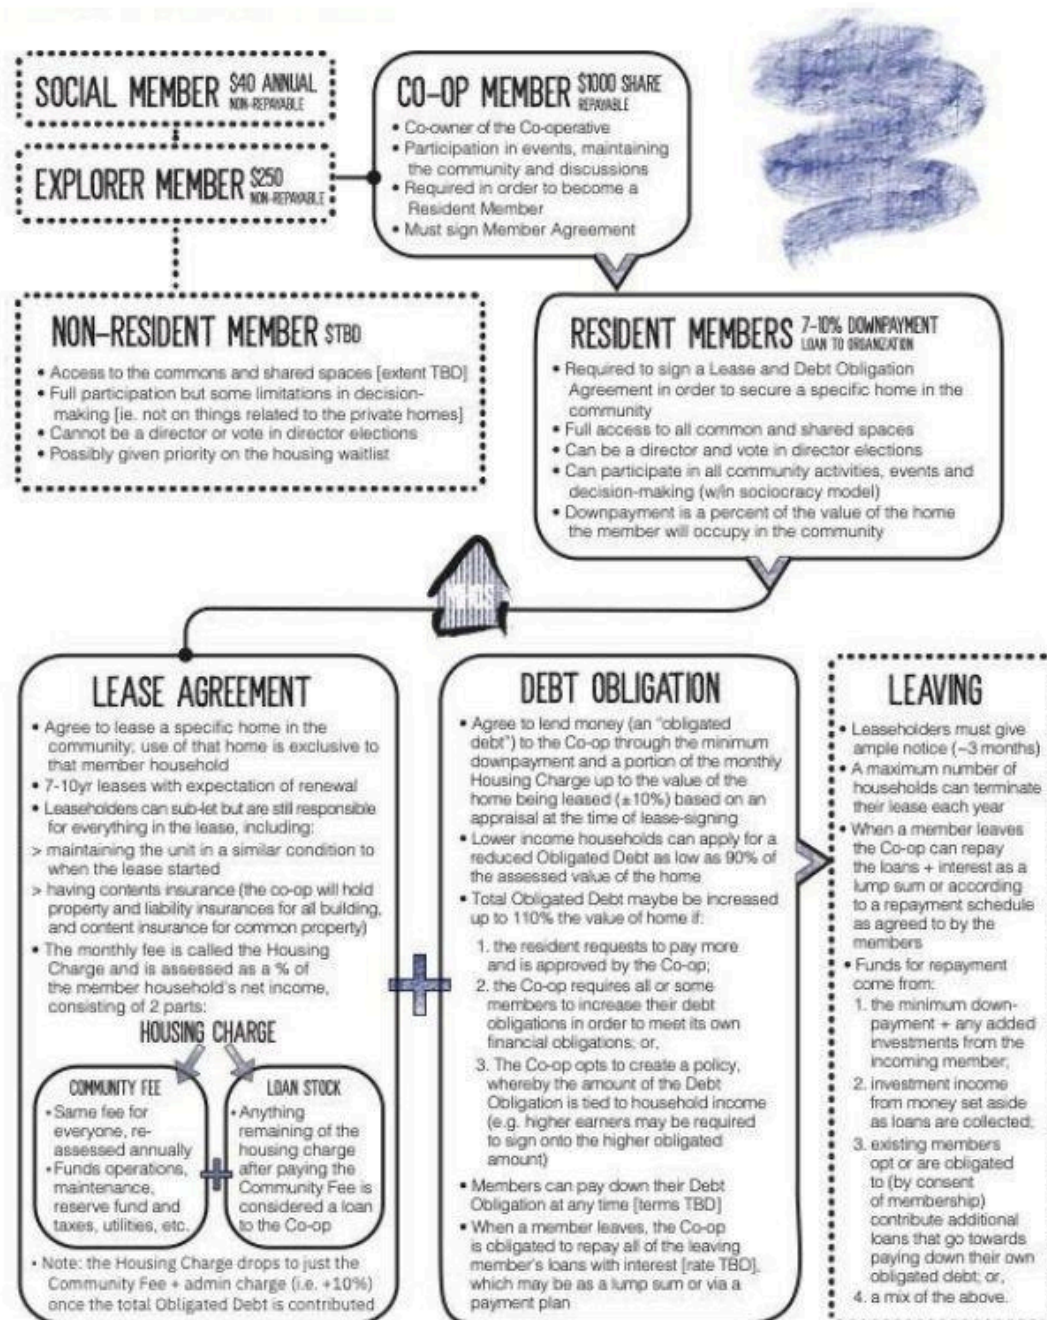 SOCIAL MEMBER $40 ANNUAL
NON-REPAYABLE
EXPLORER MEMBER $250
NON-REPAYABLE
CO-OP MEMBER $1000 SHARE
REPAYABLE
• Co-owner of the Co-operative
• Participation in events, maintaining
the community and discussions
• Required in order to become a
Resident Member
• Must sign Member Agreement
NON-RESIDENT MEMBER $TBD
• Access to the commons and shared spaces [extent TBD]
• Full participation but some limitations in decision-
making [ie. not on things related to the private homes]
• Cannot be a director or vote in director elections
• Possibly given priority on the housing waitlist
RESIDENT MEMBERS 7-10% DOWNPAYMENT
LOAN TO ORGANIZATION
• Required to sign a Lease and Debt Obligation
Agreement in order to secure a specific home in the
community
• Full access to all common and shared spaces
• Can be a director and vote in director elections
• Can participate in all community activities, events and
decision-making (w/in sociocracy model)
• Downpayment is a percent of the value of the home
the member will occupy in the community
LEASE AGREEMENT
• Agree to lease a specific home in the
community; use of that home is exclusive to
that member household
• 7-10yr leases with expectation of renewal
• Leaseholders can sub-let but are still responsible
for everything in the lease, including:
> maintaining the unit in a similar condition to
when the lease started
> having contents insurance (the co-op will hold
property and liability insurances for all building,
and content insurance for common property)
• The monthly fee is called the Housing
Charge and is assessed as a % of
the member household's net income,
consisting of 2 parts:
HOUSING CHARGE
COMMUNITY FEE
• Same fee for
everyone, re-
assessed annually
• Funds operations,
maintenance,
reserve fund and
taxes, utilities, etc.
+
LOAN STOCK
• Anything
remaining of the
housing charge
after paying the
Community Fee is
considered a loan
to the Co-op
• Note: the Housing Charge drops to just the
Community Fee + admin charge (i.e. +10%)
once the total Obligated Debt is contributed
+
DEBT OBLIGATION
• Agree to lend money (an "obligated
debt") to the Co-op through the minimum
downpayment and a portion of the monthly
Housing Charge up to the value of the
home being leased (±10%) based on an
appraisal at the time of lease-signing
• Lower income households can apply for a
reduced Obligated Debt as low as 90% of
the assessed value of the home
• Total Obligated Debt maybe be increased
up to 110% the value of home if:
1. the resident requests to pay more
and is approved by the Co-op;
2. the Co-op requires all or some
members to increase their debt
obligations in order to meet its own
financial obligations; or,
3. The Co-op opts to create a policy,
whereby the amount of the Debt
Obligation is tied to household income
(e.g. higher earners may be required
to sign onto the higher obligated
amount)
• Members can pay down their Debt
Obligation at any time [terms TBD]
• When a member leaves, the Co-op
is obligated to repay all of the leaving
member's loans with interest [rate TBD],
which may be as a lump sum or via a
payment plan
LEAVING
• Leaseholders must give
ample notice (~3 months)
• A maximum number of
households can terminate
their lease each year
• When a member leaves
the Co-op can repay
the loans + interest as a
lump sum or according
to a repayment schedule
as agreed to by the
members
• Funds for repayment
come from:
1. the minimum down-
payment + any added
investments from the
incoming member;
2. investment income
from money set aside
as loans are collected;
3. existing members
opt or are obligated
to (by consent
of membership)
contribute additional
loans that go towards
paying down their own
obligated debt; or,
4. a mix of the above.